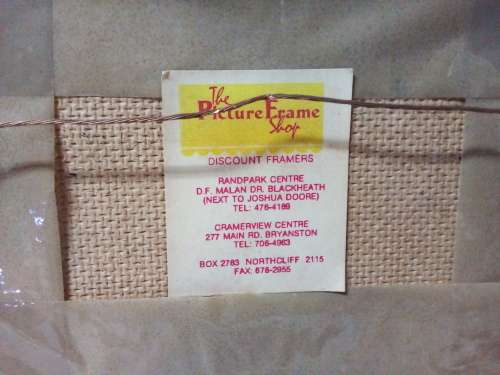 The
Picture Frame
Shop
DISCOUNT FRAMERS
RANDPARK CENTRE
D.F. MALAN DR. BLACKHEATH
(NEXT TO JOSHUA DOORE)
TEL: 476-4189
CRAMERVIEW CENTRE
277 MAIN RD. BRYANSTON
TEL: 706-4963
BOX 2763 NORTHCLIFF 2115
FAX: 678-2955